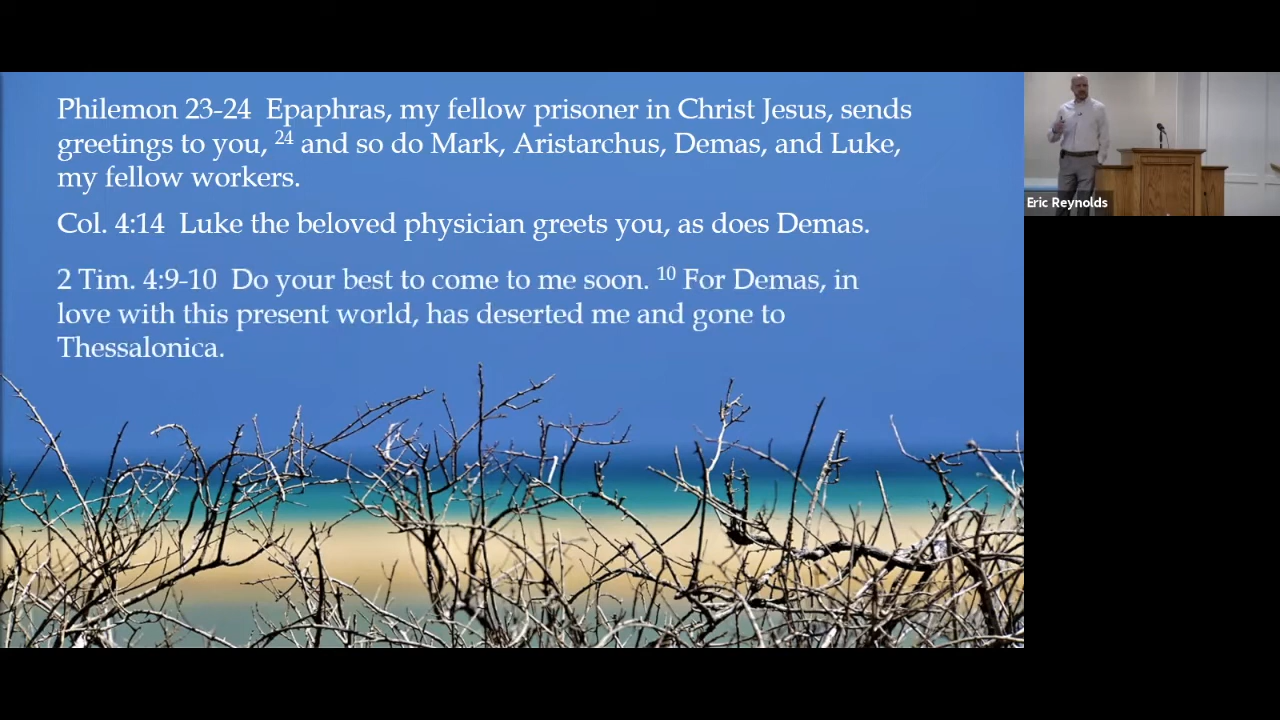 Philemon 23-24 Epaphras, my fellow prisoner in Christ Jesus, sends
greetings to you, 24 and so do Mark, Aristarchus, Demas, and Luke,
my fellow workers.
Col. 4:14 Luke the beloved physician greets you, as does Demas.
2 Tim. 4:9-10 Do your best to come to me soon. 10 For Demas, in
love with this present world, has deserted me and gone to
Thessalonica.
Eric Reynolds